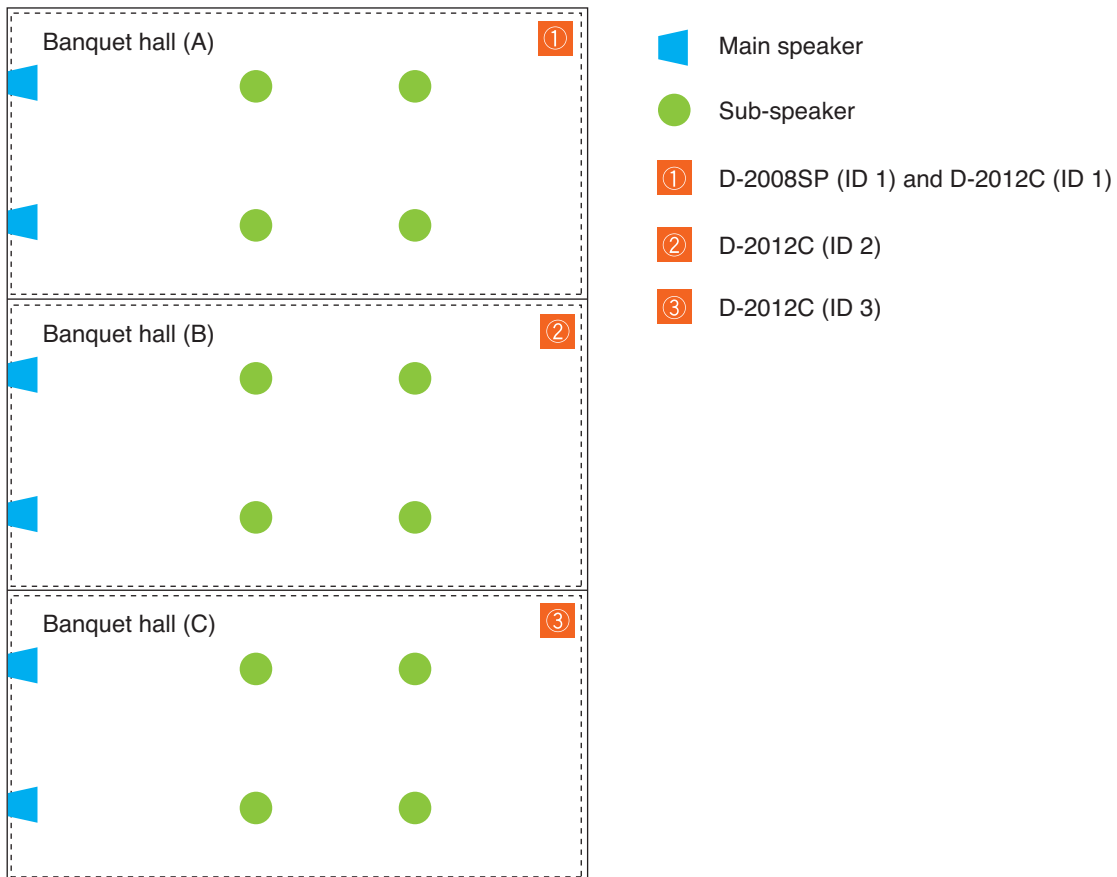 Banquet hall (A)
①
Main speaker
Sub-speaker
① D-2008SP (ID 1) and D-2012C (ID 1)
② D-2012C (ID 2)
③ D-2012C (ID 3)
Banquet hall (B)
②
Banquet hall (C)
③